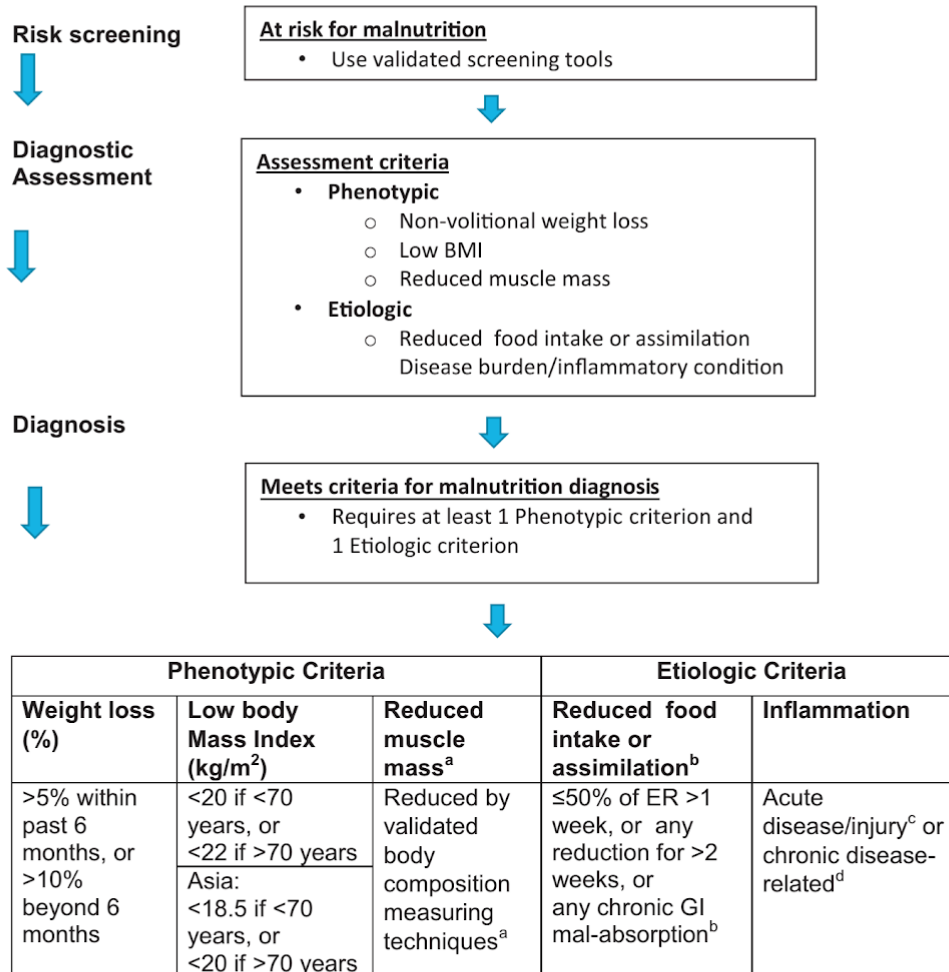 Risk screening
At risk for malnutrition
• Use validated screening tools
Diagnostic
Assessment
Assessment criteria
• Phenotypic
○ Non-volitional weight loss
○ Low BMI
○ Reduced muscle mass
• Etiologic
○ Reduced food intake or assimilation
Disease burden/inflammatory condition
Diagnosis
Meets criteria for malnutrition diagnosis
• Requires at least 1 Phenotypic criterion and
1 Etiologic criterion
Phenotypic Criteria
Etiologic Criteria
Weight loss
(%)
Low body
Mass Index
(kg/m²)
Reduced
muscle
massᵃ
Reduced food
intake or
assimilationᵇ
Inflammation
>5% within
past 6
months, or
>10%
beyond 6
months
<20 if <70
years, or
<22 if >70 years
Asia:
<18.5 if <70
years, or
<20 if >70 years
Reduced by
validated
body
composition
measuring
techniquesᵃ
≤50% of ER >1
week, or any
reduction for >2
weeks, or
any chronic GI
mal-absorptionᵇ
Acute
disease/injuryᶜ or
chronic disease-
relatedᵈ